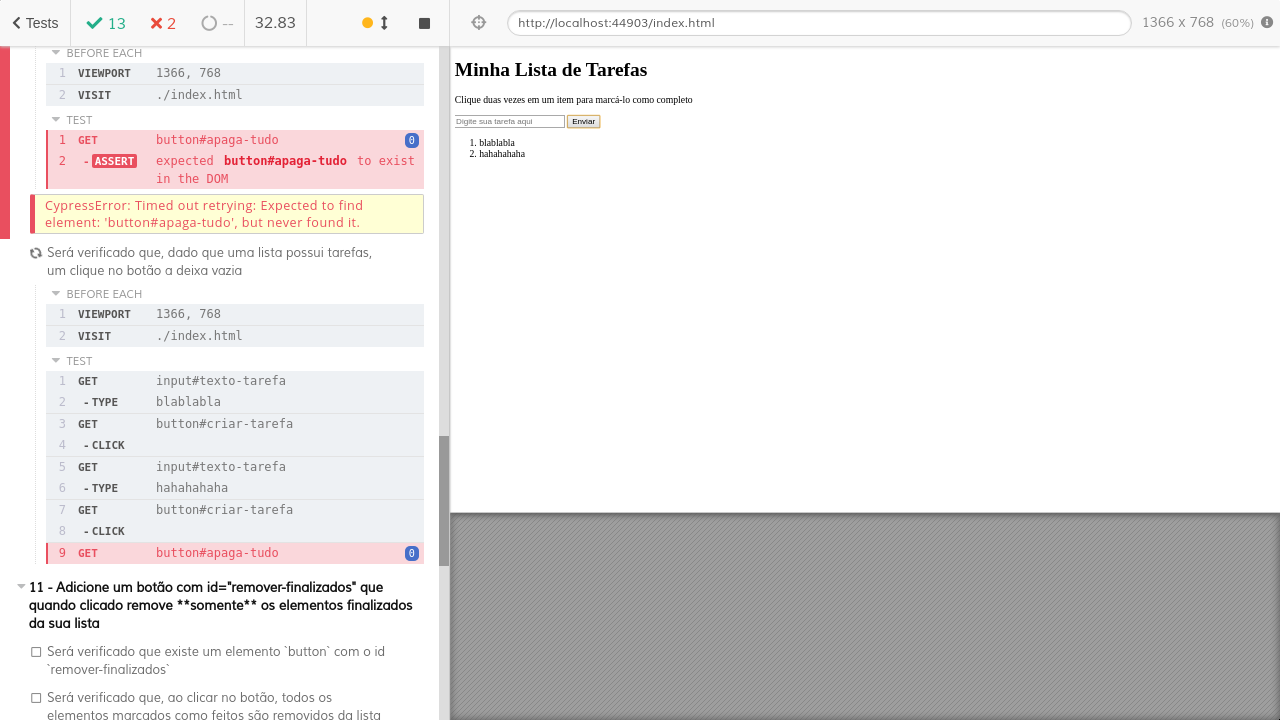 Tests 13 2 -- 32.83 http://localhost:44903/index.html 1366 x 768 (60%)
BEFORE EACH
1 VIEWPORT 1366, 768
2 VISIT ./index.html
TEST
1 GET button#apaga-tudo 0
2 - ASSERT expected button#apaga-tudo to exist
in the DOM
CypressError: Timed out retrying: Expected to find
element: 'button#apaga-tudo', but never found it.
Será verificado que, dado que uma lista possui tarefas,
um clique no botão a deixa vazia
BEFORE EACH
1 VIEWPORT 1366, 768
2 VISIT ./index.html
TEST
1 GET input#texto-tarefa
2 - TYPE blablabla
3 GET button#criar-tarefa
4 - CLICK
5 GET input#texto-tarefa
6 - TYPE hahahahaha
7 GET button#criar-tarefa
8 - CLICK
9 GET button#apaga-tudo 0
11 - Adicione um botão com id="remover-finalizados" que
quando clicado remove **somente** os elementos finalizados
da sua lista
Será verificado que existe um elemento `button` com o id
`remover-finalizados`
Será verificado que, ao clicar no botão, todos os
elementos marcados como feitos são removidos da lista
Minha Lista de Tarefas
Clique duas vezes em um item para marcá-lo como completo
Digite sua tarefa aqui Enviar
1. blablabla
2. hahahahaha